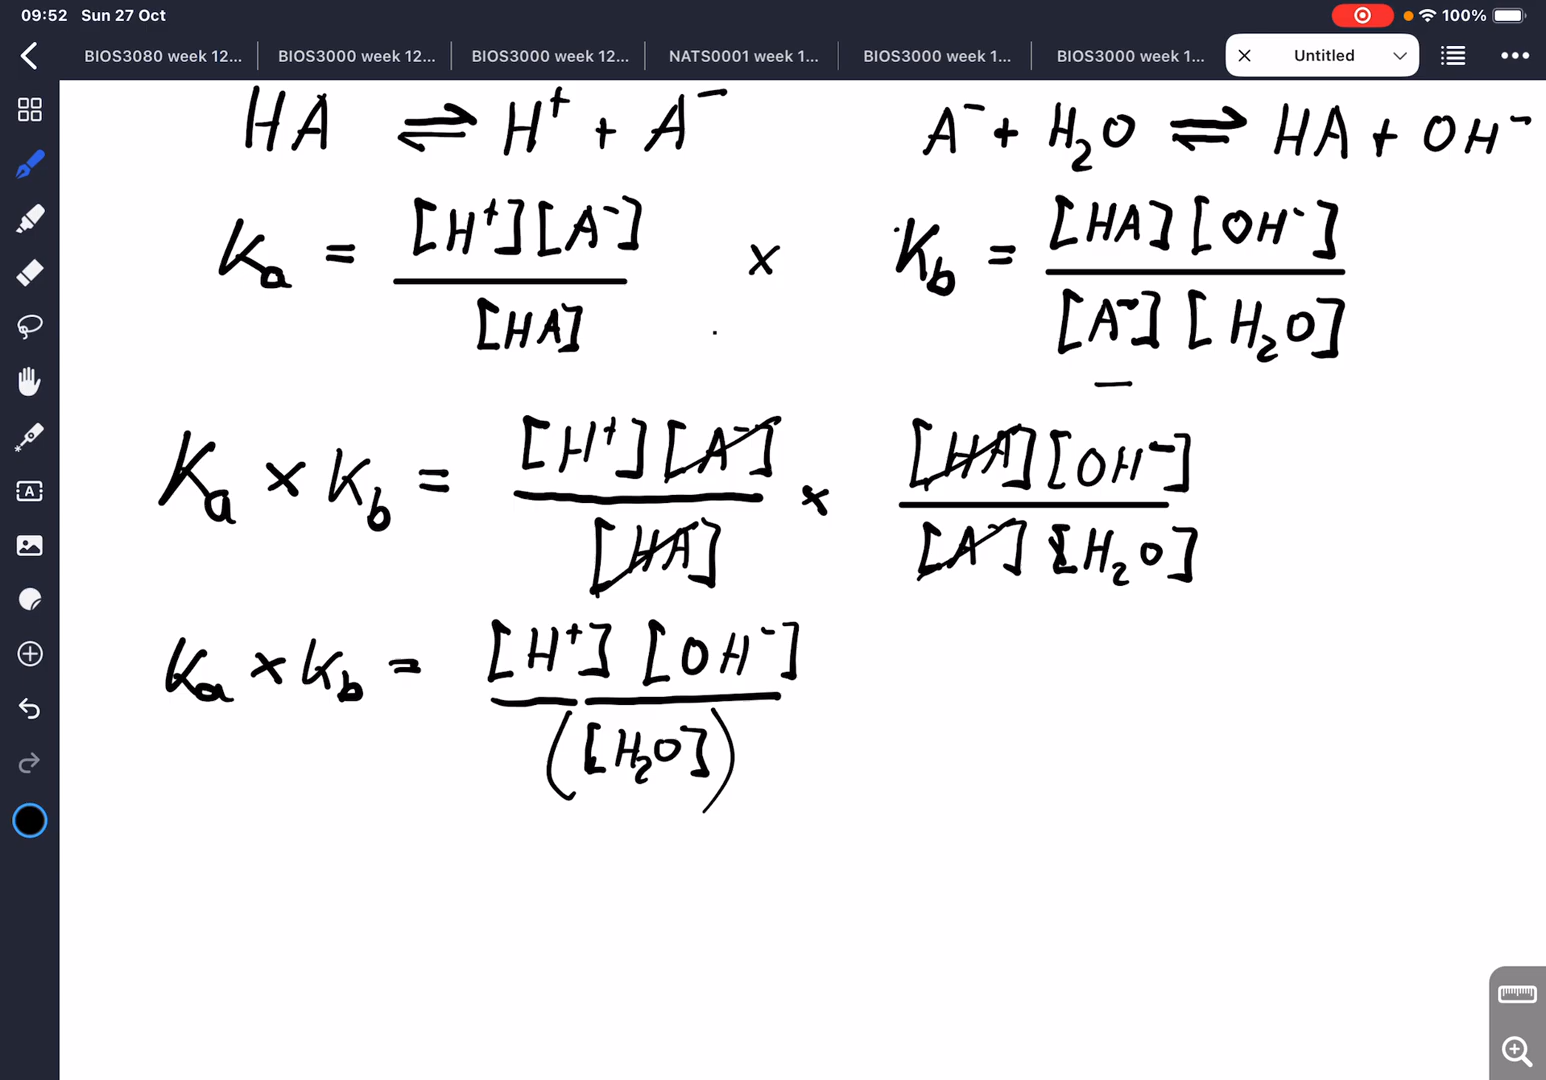 09:52 Sun 27 Oct 100%
BIOS3080 week 12... BIOS3000 week 12... BIOS3000 week 12... NATS0001 week 1... BIOS3000 week 1... BIOS3000 week 1... Untitled
HA ⇌ H⁺ + A⁻ A⁻ + H₂O ⇌ HA + OH⁻
Ka = [H⁺][A⁻] / [HA] × Kb = [HA][OH⁻] / [A⁻][H₂O]
Ka × Kb = [H⁺][A⁻] / [HA] × [HA][OH⁻] / [A⁻][H₂O]
Ka × Kb = [H⁺][OH⁻] / ([H₂O])